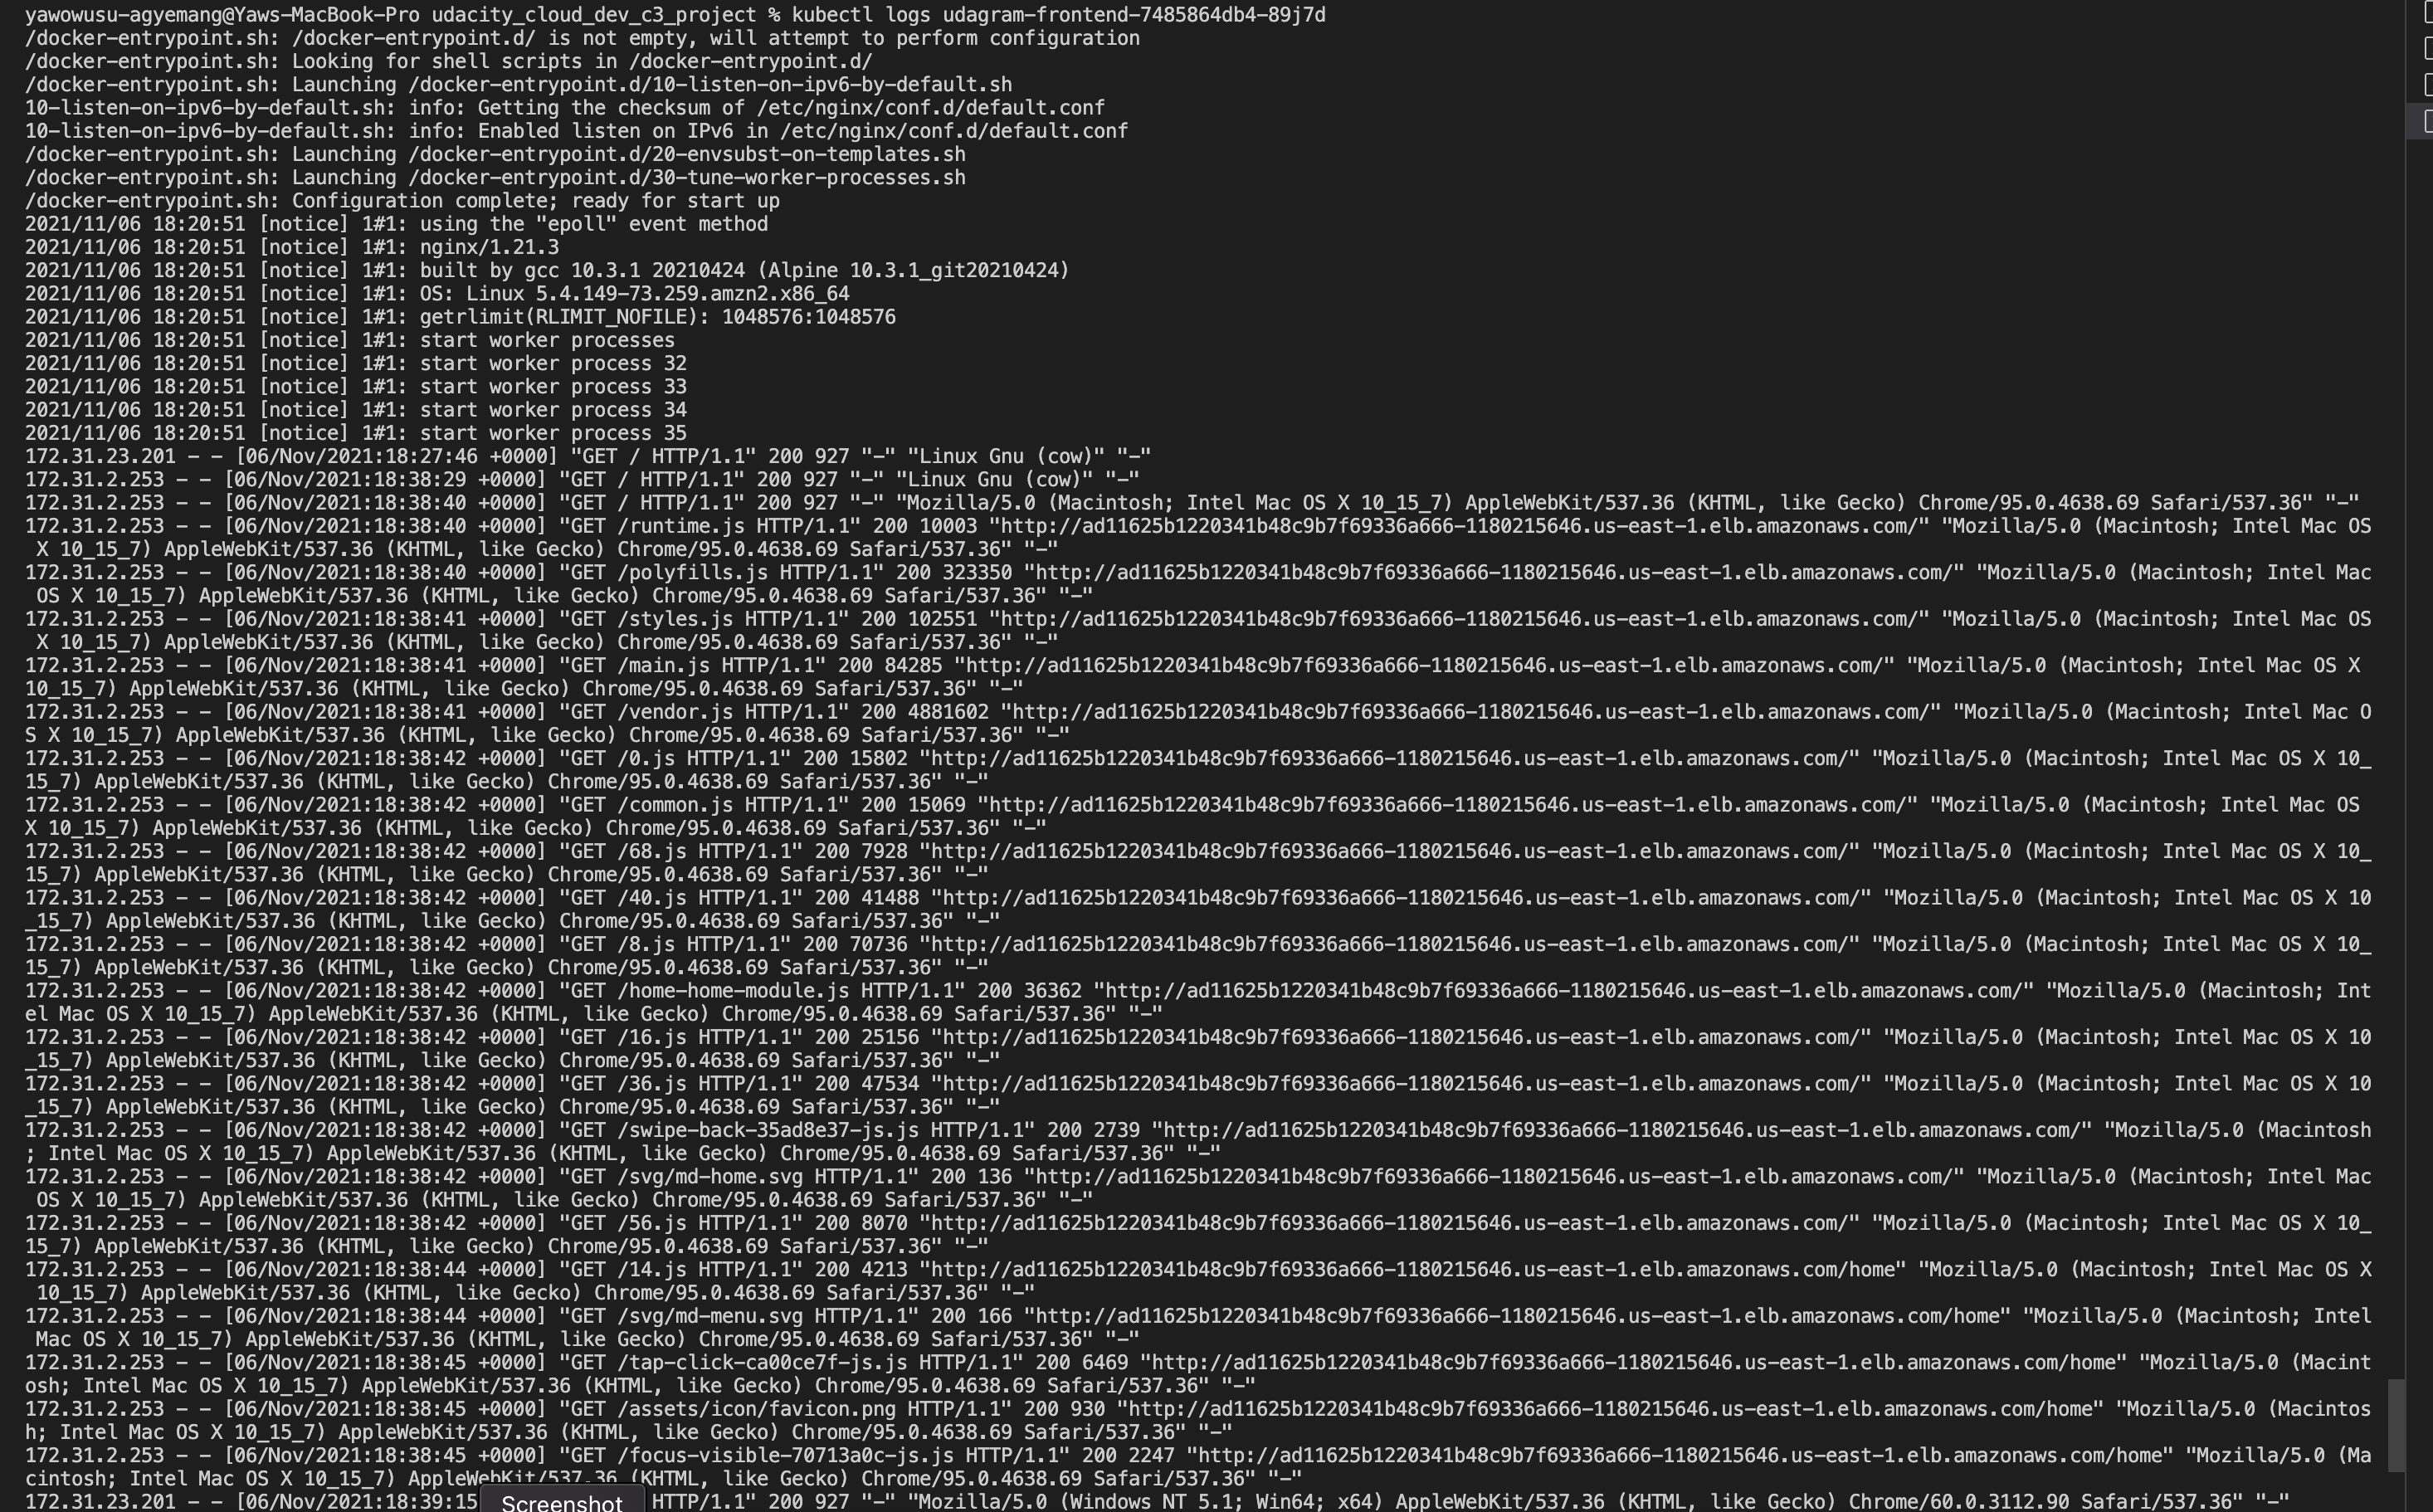 yawowusu-agyemang@Yaws-MacBook-Pro udacity_cloud_dev_c3_project % kubectl logs udagram-frontend-7485864db4-89j7d
/docker-entrypoint.sh: /docker-entrypoint.d/ is not empty, will attempt to perform configuration
/docker-entrypoint.sh: Looking for shell scripts in /docker-entrypoint.d/
/docker-entrypoint.sh: Launching /docker-entrypoint.d/10-listen-on-ipv6-by-default.sh
10-listen-on-ipv6-by-default.sh: info: Getting the checksum of /etc/nginx/conf.d/default.conf
10-listen-on-ipv6-by-default.sh: info: Enabled listen on IPv6 in /etc/nginx/conf.d/default.conf
/docker-entrypoint.sh: Launching /docker-entrypoint.d/20-envsubst-on-templates.sh
/docker-entrypoint.sh: Launching /docker-entrypoint.d/30-tune-worker-processes.sh
/docker-entrypoint.sh: Configuration complete; ready for start up
2021/11/06 18:20:51 [notice] 1#1: using the "epoll" event method
2021/11/06 18:20:51 [notice] 1#1: nginx/1.21.3
2021/11/06 18:20:51 [notice] 1#1: built by gcc 10.3.1 20210424 (Alpine 10.3.1_git20210424)
2021/11/06 18:20:51 [notice] 1#1: OS: Linux 5.4.149-73.259.amzn2.x86_64
2021/11/06 18:20:51 [notice] 1#1: getrlimit(RLIMIT_NOFILE): 1048576:1048576
2021/11/06 18:20:51 [notice] 1#1: start worker processes
2021/11/06 18:20:51 [notice] 1#1: start worker process 32
2021/11/06 18:20:51 [notice] 1#1: start worker process 33
2021/11/06 18:20:51 [notice] 1#1: start worker process 34
2021/11/06 18:20:51 [notice] 1#1: start worker process 35
172.31.23.201 - - [06/Nov/2021:18:27:46 +0000] "GET / HTTP/1.1" 200 927 "-" "Linux Gnu (cow)" "-"
172.31.2.253 - - [06/Nov/2021:18:38:29 +0000] "GET / HTTP/1.1" 200 927 "-" "Linux Gnu (cow)" "-"
172.31.2.253 - - [06/Nov/2021:18:38:40 +0000] "GET / HTTP/1.1" 200 927 "-" "Mozilla/5.0 (Macintosh; Intel Mac OS X 10_15_7) AppleWebKit/537.36 (KHTML, like Gecko) Chrome/95.0.4638.69 Safari/537.36" "-"
172.31.2.253 - - [06/Nov/2021:18:38:40 +0000] "GET /runtime.js HTTP/1.1" 200 10003 "http://ad11625b1220341b48c9b7f69336a666-1180215646.us-east-1.elb.amazonaws.com/" "Mozilla/5.0 (Macintosh; Intel Mac OS
 X 10_15_7) AppleWebKit/537.36 (KHTML, like Gecko) Chrome/95.0.4638.69 Safari/537.36" "-"
172.31.2.253 - - [06/Nov/2021:18:38:40 +0000] "GET /polyfills.js HTTP/1.1" 200 323350 "http://ad11625b1220341b48c9b7f69336a666-1180215646.us-east-1.elb.amazonaws.com/" "Mozilla/5.0 (Macintosh; Intel Mac
 OS X 10_15_7) AppleWebKit/537.36 (KHTML, like Gecko) Chrome/95.0.4638.69 Safari/537.36" "-"
172.31.2.253 - - [06/Nov/2021:18:38:41 +0000] "GET /styles.js HTTP/1.1" 200 102551 "http://ad11625b1220341b48c9b7f69336a666-1180215646.us-east-1.elb.amazonaws.com/" "Mozilla/5.0 (Macintosh; Intel Mac OS
 X 10_15_7) AppleWebKit/537.36 (KHTML, like Gecko) Chrome/95.0.4638.69 Safari/537.36" "-"
172.31.2.253 - - [06/Nov/2021:18:38:41 +0000] "GET /main.js HTTP/1.1" 200 84285 "http://ad11625b1220341b48c9b7f69336a666-1180215646.us-east-1.elb.amazonaws.com/" "Mozilla/5.0 (Macintosh; Intel Mac OS X
10_15_7) AppleWebKit/537.36 (KHTML, like Gecko) Chrome/95.0.4638.69 Safari/537.36" "-"
172.31.2.253 - - [06/Nov/2021:18:38:41 +0000] "GET /vendor.js HTTP/1.1" 200 4881602 "http://ad11625b1220341b48c9b7f69336a666-1180215646.us-east-1.elb.amazonaws.com/" "Mozilla/5.0 (Macintosh; Intel Mac O
S X 10_15_7) AppleWebKit/537.36 (KHTML, like Gecko) Chrome/95.0.4638.69 Safari/537.36" "-"
172.31.2.253 - - [06/Nov/2021:18:38:42 +0000] "GET /0.js HTTP/1.1" 200 15802 "http://ad11625b1220341b48c9b7f69336a666-1180215646.us-east-1.elb.amazonaws.com/" "Mozilla/5.0 (Macintosh; Intel Mac OS X 10_
15_7) AppleWebKit/537.36 (KHTML, like Gecko) Chrome/95.0.4638.69 Safari/537.36" "-"
172.31.2.253 - - [06/Nov/2021:18:38:42 +0000] "GET /common.js HTTP/1.1" 200 15069 "http://ad11625b1220341b48c9b7f69336a666-1180215646.us-east-1.elb.amazonaws.com/" "Mozilla/5.0 (Macintosh; Intel Mac OS
X 10_15_7) AppleWebKit/537.36 (KHTML, like Gecko) Chrome/95.0.4638.69 Safari/537.36" "-"
172.31.2.253 - - [06/Nov/2021:18:38:42 +0000] "GET /68.js HTTP/1.1" 200 7928 "http://ad11625b1220341b48c9b7f69336a666-1180215646.us-east-1.elb.amazonaws.com/" "Mozilla/5.0 (Macintosh; Intel Mac OS X 10_
15_7) AppleWebKit/537.36 (KHTML, like Gecko) Chrome/95.0.4638.69 Safari/537.36" "-"
172.31.2.253 - - [06/Nov/2021:18:38:42 +0000] "GET /40.js HTTP/1.1" 200 41488 "http://ad11625b1220341b48c9b7f69336a666-1180215646.us-east-1.elb.amazonaws.com/" "Mozilla/5.0 (Macintosh; Intel Mac OS X 10
_15_7) AppleWebKit/537.36 (KHTML, like Gecko) Chrome/95.0.4638.69 Safari/537.36" "-"
172.31.2.253 - - [06/Nov/2021:18:38:42 +0000] "GET /8.js HTTP/1.1" 200 70736 "http://ad11625b1220341b48c9b7f69336a666-1180215646.us-east-1.elb.amazonaws.com/" "Mozilla/5.0 (Macintosh; Intel Mac OS X 10_
15_7) AppleWebKit/537.36 (KHTML, like Gecko) Chrome/95.0.4638.69 Safari/537.36" "-"
172.31.2.253 - - [06/Nov/2021:18:38:42 +0000] "GET /home-home-module.js HTTP/1.1" 200 36362 "http://ad11625b1220341b48c9b7f69336a666-1180215646.us-east-1.elb.amazonaws.com/" "Mozilla/5.0 (Macintosh; Int
el Mac OS X 10_15_7) AppleWebKit/537.36 (KHTML, like Gecko) Chrome/95.0.4638.69 Safari/537.36" "-"
172.31.2.253 - - [06/Nov/2021:18:38:42 +0000] "GET /16.js HTTP/1.1" 200 25156 "http://ad11625b1220341b48c9b7f69336a666-1180215646.us-east-1.elb.amazonaws.com/" "Mozilla/5.0 (Macintosh; Intel Mac OS X 10
_15_7) AppleWebKit/537.36 (KHTML, like Gecko) Chrome/95.0.4638.69 Safari/537.36" "-"
172.31.2.253 - - [06/Nov/2021:18:38:42 +0000] "GET /36.js HTTP/1.1" 200 47534 "http://ad11625b1220341b48c9b7f69336a666-1180215646.us-east-1.elb.amazonaws.com/" "Mozilla/5.0 (Macintosh; Intel Mac OS X 10
_15_7) AppleWebKit/537.36 (KHTML, like Gecko) Chrome/95.0.4638.69 Safari/537.36" "-"
172.31.2.253 - - [06/Nov/2021:18:38:42 +0000] "GET /swipe-back-35ad8e37-js.js HTTP/1.1" 200 2739 "http://ad11625b1220341b48c9b7f69336a666-1180215646.us-east-1.elb.amazonaws.com/" "Mozilla/5.0 (Macintosh
; Intel Mac OS X 10_15_7) AppleWebKit/537.36 (KHTML, like Gecko) Chrome/95.0.4638.69 Safari/537.36" "-"
172.31.2.253 - - [06/Nov/2021:18:38:42 +0000] "GET /svg/md-home.svg HTTP/1.1" 200 136 "http://ad11625b1220341b48c9b7f69336a666-1180215646.us-east-1.elb.amazonaws.com/" "Mozilla/5.0 (Macintosh; Intel Mac
 OS X 10_15_7) AppleWebKit/537.36 (KHTML, like Gecko) Chrome/95.0.4638.69 Safari/537.36" "-"
172.31.2.253 - - [06/Nov/2021:18:38:42 +0000] "GET /56.js HTTP/1.1" 200 8070 "http://ad11625b1220341b48c9b7f69336a666-1180215646.us-east-1.elb.amazonaws.com/" "Mozilla/5.0 (Macintosh; Intel Mac OS X 10_
15_7) AppleWebKit/537.36 (KHTML, like Gecko) Chrome/95.0.4638.69 Safari/537.36" "-"
172.31.2.253 - - [06/Nov/2021:18:38:44 +0000] "GET /14.js HTTP/1.1" 200 4213 "http://ad11625b1220341b48c9b7f69336a666-1180215646.us-east-1.elb.amazonaws.com/home" "Mozilla/5.0 (Macintosh; Intel Mac OS X
 10_15_7) AppleWebKit/537.36 (KHTML, like Gecko) Chrome/95.0.4638.69 Safari/537.36" "-"
172.31.2.253 - - [06/Nov/2021:18:38:44 +0000] "GET /svg/md-menu.svg HTTP/1.1" 200 166 "http://ad11625b1220341b48c9b7f69336a666-1180215646.us-east-1.elb.amazonaws.com/home" "Mozilla/5.0 (Macintosh; Intel
 Mac OS X 10_15_7) AppleWebKit/537.36 (KHTML, like Gecko) Chrome/95.0.4638.69 Safari/537.36" "-"
172.31.2.253 - - [06/Nov/2021:18:38:45 +0000] "GET /tap-click-ca00ce7f-js.js HTTP/1.1" 200 6469 "http://ad11625b1220341b48c9b7f69336a666-1180215646.us-east-1.elb.amazonaws.com/home" "Mozilla/5.0 (Macint
osh; Intel Mac OS X 10_15_7) AppleWebKit/537.36 (KHTML, like Gecko) Chrome/95.0.4638.69 Safari/537.36" "-"
172.31.2.253 - - [06/Nov/2021:18:38:45 +0000] "GET /assets/icon/favicon.png HTTP/1.1" 200 930 "http://ad11625b1220341b48c9b7f69336a666-1180215646.us-east-1.elb.amazonaws.com/home" "Mozilla/5.0 (Macintos
h; Intel Mac OS X 10_15_7) AppleWebKit/537.36 (KHTML, like Gecko) Chrome/95.0.4638.69 Safari/537.36" "-"
172.31.2.253 - - [06/Nov/2021:18:38:45 +0000] "GET /focus-visible-70713a0c-js.js HTTP/1.1" 200 2247 "http://ad11625b1220341b48c9b7f69336a666-1180215646.us-east-1.elb.amazonaws.com/home" "Mozilla/5.0 (Ma
cintosh; Intel Mac OS X 10_15_7) AppleWebKit/537.36 (KHTML, like Gecko) Chrome/95.0.4638.69 Safari/537.36" "-"
172.31.23.201 - - [06/Nov/2021:18:39:15 Screenshot HTTP/1.1" 200 927 "-" "Mozilla/5.0 (Windows NT 5.1; Win64; x64) AppleWebKit/537.36 (KHTML, like Gecko) Chrome/60.0.3112.90 Safari/537.36" "-"